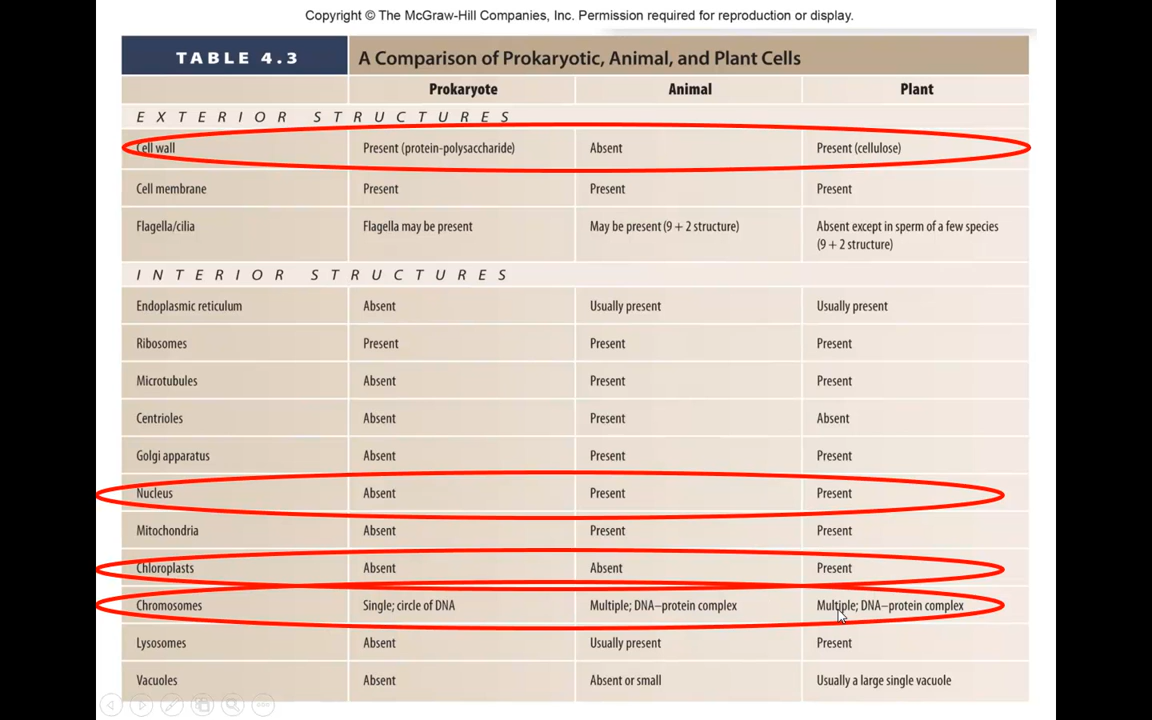 Copyright © The McGraw-Hill Companies, Inc. Permission required for reproduction or display.
TABLE 4.3 A Comparison of Prokaryotic, Animal, and Plant Cells
Prokaryote Animal Plant
EXTERIOR STRUCTURES
Cell wall Present (protein-polysaccharide) Absent Present (cellulose)
Cell membrane Present Present Present
Flagella/cilia Flagella may be present May be present (9 + 2 structure) Absent except in sperm of a few species
(9 + 2 structure)
INTERIOR STRUCTURES
Endoplasmic reticulum Absent Usually present Usually present
Ribosomes Present Present Present
Microtubules Absent Present Present
Centrioles Absent Present Absent
Golgi apparatus Absent Present Present
Nucleus Absent Present Present
Mitochondria Absent Present Present
Chloroplasts Absent Absent Present
Chromosomes Single; circle of DNA Multiple; DNA–protein complex Multiple; DNA–protein complex
Lysosomes Absent Usually present Present
Vacuoles Absent Absent or small Usually a large single vacuole